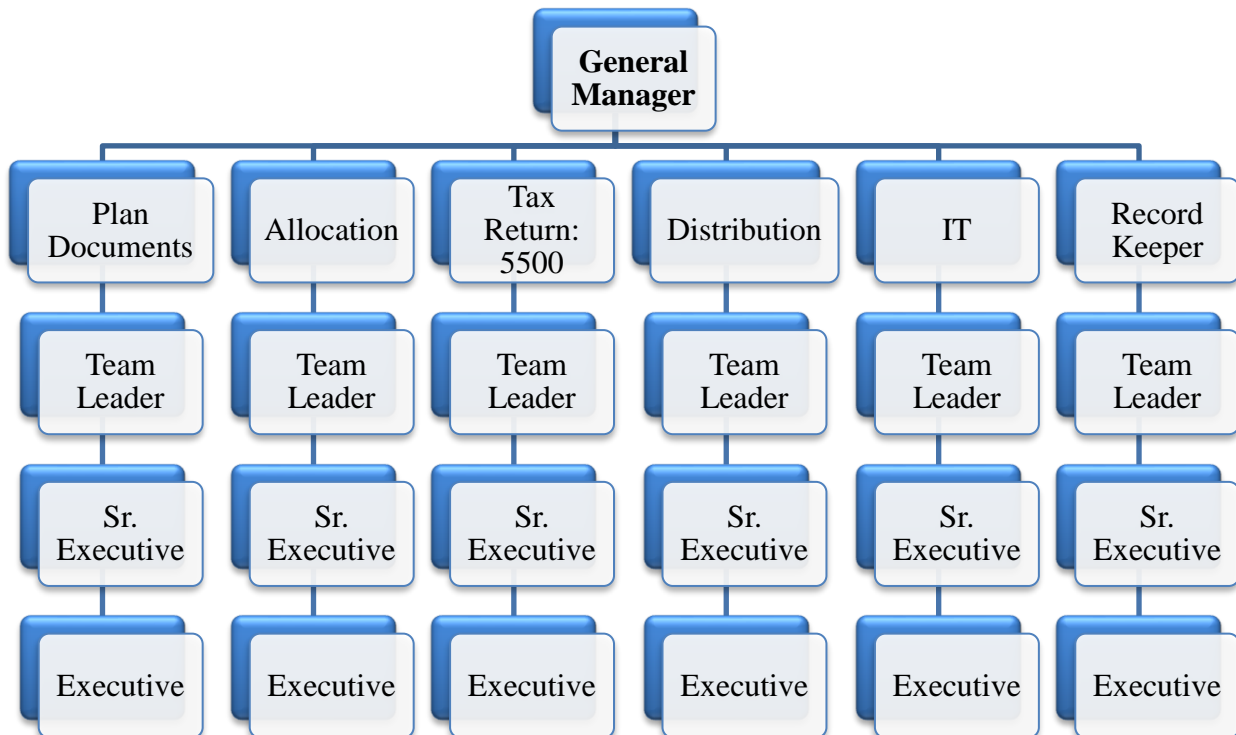 General
Manager
Plan
Documents
Allocation
Tax
Return:
5500
Distribution
IT
Record
Keeper
Team
Leader
Team
Leader
Team
Leader
Team
Leader
Team
Leader
Team
Leader
Sr.
Executive
Sr.
Executive
Sr.
Executive
Sr.
Executive
Sr.
Executive
Sr.
Executive
Executive
Executive
Executive
Executive
Executive
Executive